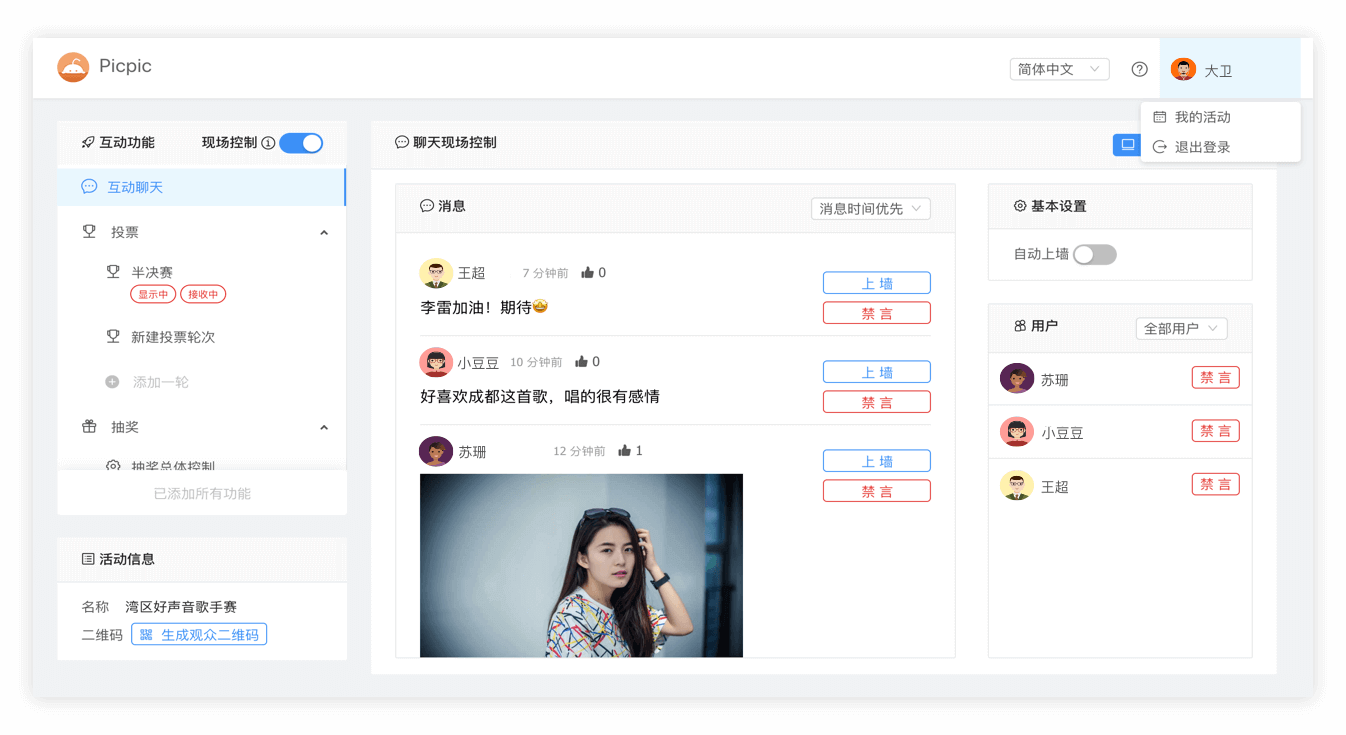 Picpic
简体中文
大卫
我的活动
退出登录
互动功能 现场控制
互动聊天
投票
半决赛
显示中 接收中
新建投票轮次
添加一轮
抽奖
抽奖总体控制
已添加所有功能
活动信息
名称 湾区好声音歌手赛
二维码 生成观众二维码
聊天现场控制
消息 消息时间优先
王超 7 分钟前 0
李雷加油！期待🤩
上 墙
禁 言
小豆豆 10 分钟前 0
好喜欢成都这首歌，唱的很有感情
上 墙
禁 言
苏珊 12 分钟前 1
上 墙
禁 言
基本设置
自动上墙
用户 全部用户
苏珊 禁 言
小豆豆 禁 言
王超 禁 言